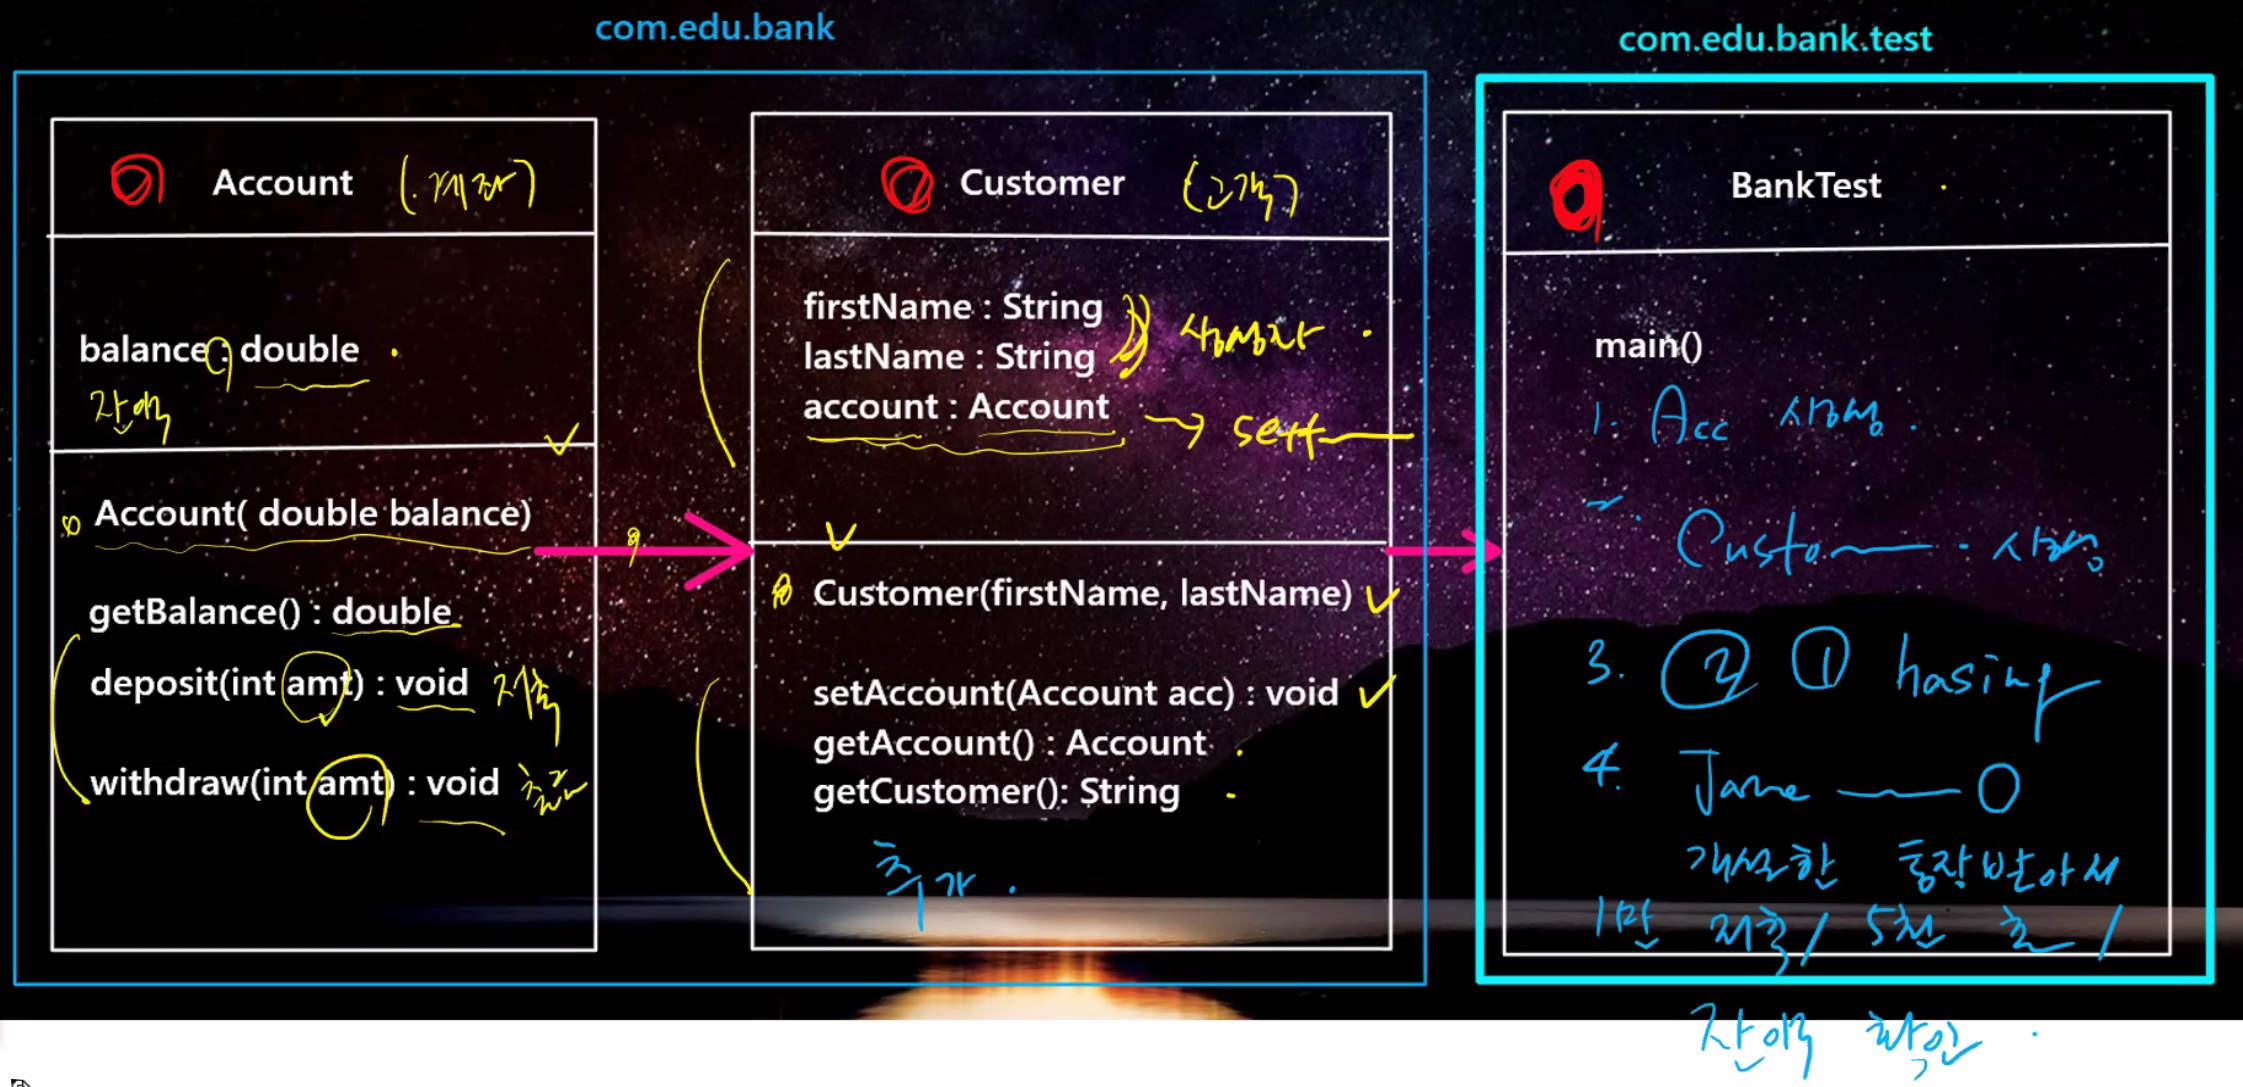 com.edu.bank
Account (계좌)
balance : double
잔액
Account( double balance)
getBalance() : double
deposit(int amt) : void 저축
withdraw(int amt) : void 출금
Customer (고객)
firstName : String
lastName : String
생성자
account : Account → set
Customer(firstName, lastName)
setAccount(Account acc) : void
getAccount() : Account
getCustomer(): String
추가
com.edu.bank.test
BankTest
main()
1. Acc 생성
2. Custo 생성
3. ② ① hasing
4. Jame
개설한 통장받아서
1만 저축 / 5천 출 /
잔액 확인